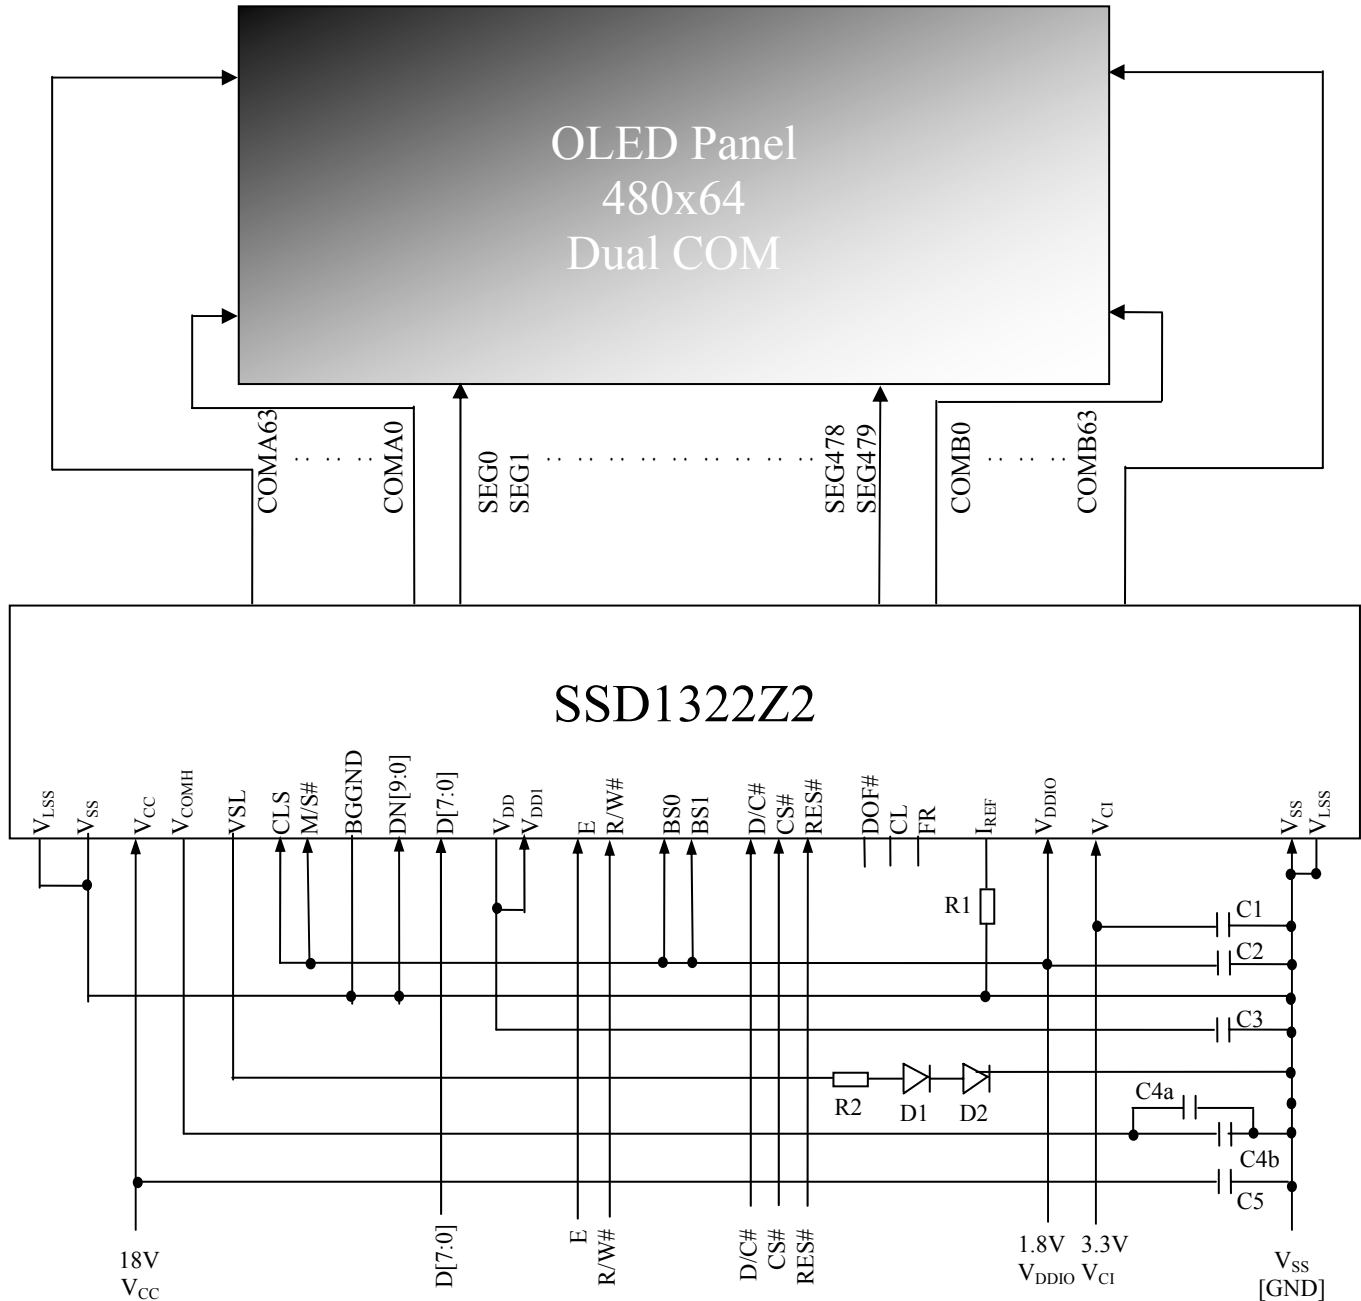 OLED Panel
480x64
Dual COM
COMA63
. . . . . .
COMA0
SEG0
SEG1
. . . . . . . . . . . . . . . . . .
SEG478
SEG479
COMB0
. . . . . .
COMB63
SSD1322Z2
VLSS
VSS
VCC
VCOMH
VSL
CLS
M/S#
BGGND
DN[9:0]
D[7:0]
VDD
VDD1
E
R/W#
BS0
BS1
D/C#
CS#
RES#
DOF#
CL
FR
IREF
VDDIO
VCI
VSS
VLSS
R1
C1
C2
C3
R2
D1
D2
C4a
C4b
C5
18V
VCC
D[7:0]
E
R/W#
D/C#
CS#
RES#
1.8V
VDDIO
3.3V
VCI
VSS
[GND]